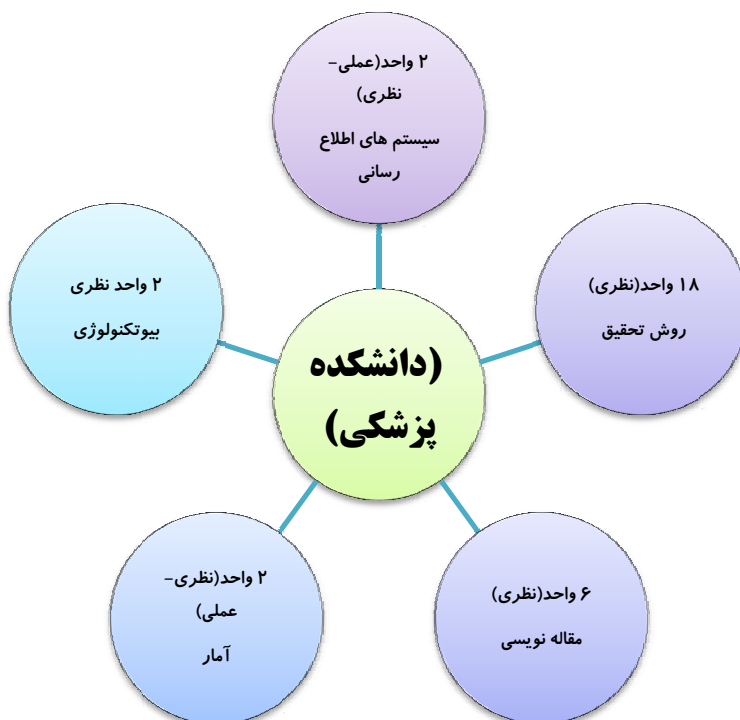 ۲ واحد(عملی-
نظری)
سیستم های اطلاع
رسانی
۱۸ واحد(نظری)
روش تحقیق
۶ واحد(نظری)
مقاله نویسی
۲ واحد(نظری-
عملی)
آمار
۲ واحد نظری
بیوتکنولوژی
(دانشکده
پزشکی)